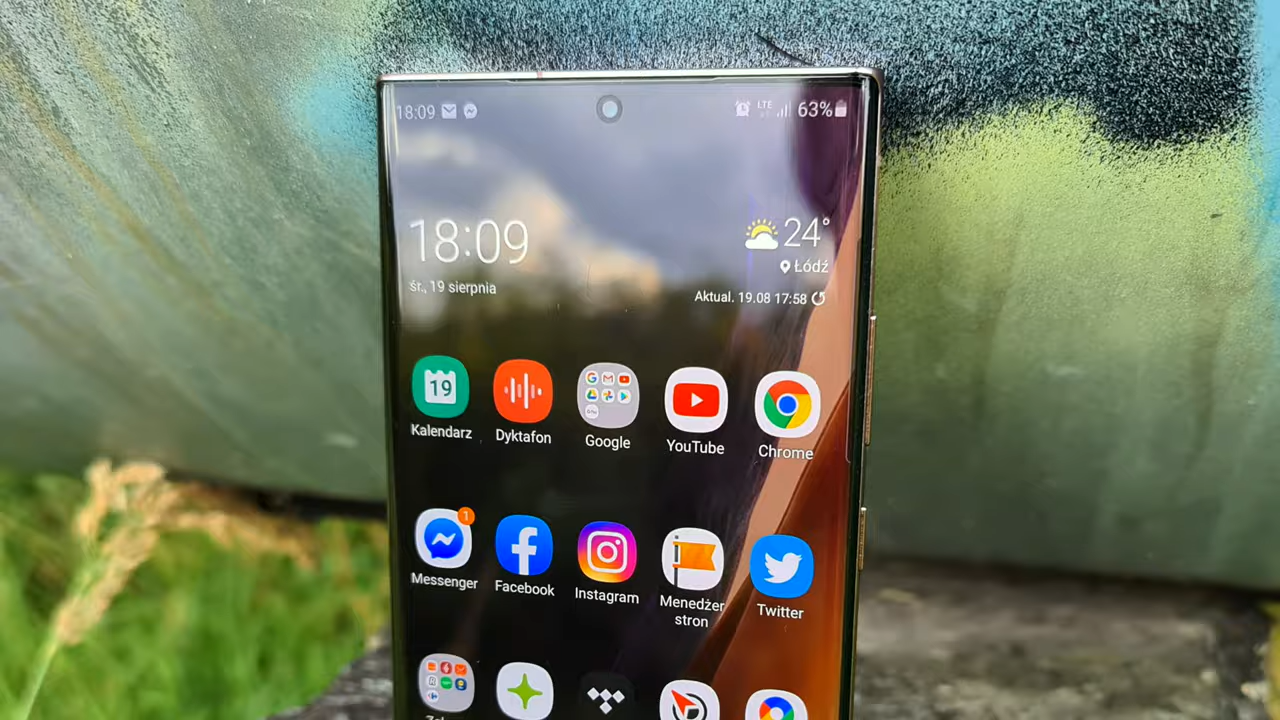 18:09
LTE
63%
18:09
śr., 19 sierpnia
24°
Łódź
Aktual. 19.08 17:58
19
Kalendarz
Dyktafon
Google
YouTube
Chrome
1
Messenger
Facebook
Instagram
Menedżer
stron
Twitter